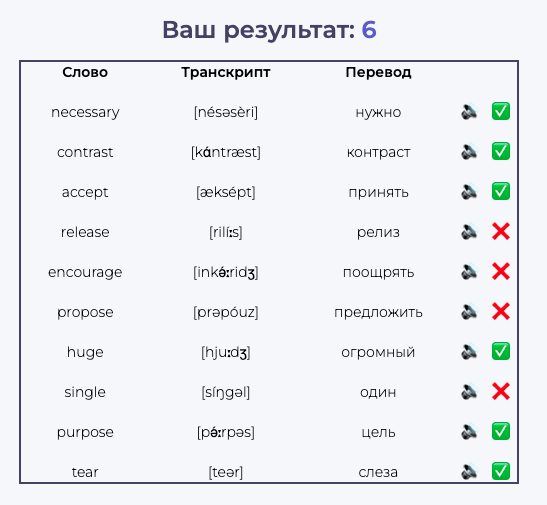 Ваш результат: 6
Слово Транскрипт Перевод
necessary [nésəsèri] нужно
contrast [kɑ́ntræst] контраст
accept [æksépt] принять
release [rilíːs] релиз
encourage [inkə́ːridʒ] поощрять
propose [prəpóuz] предложить
huge [hjuːdʒ] огромный
single [síŋgəl] один
purpose [pə́ːrpəs] цель
tear [teər] слеза